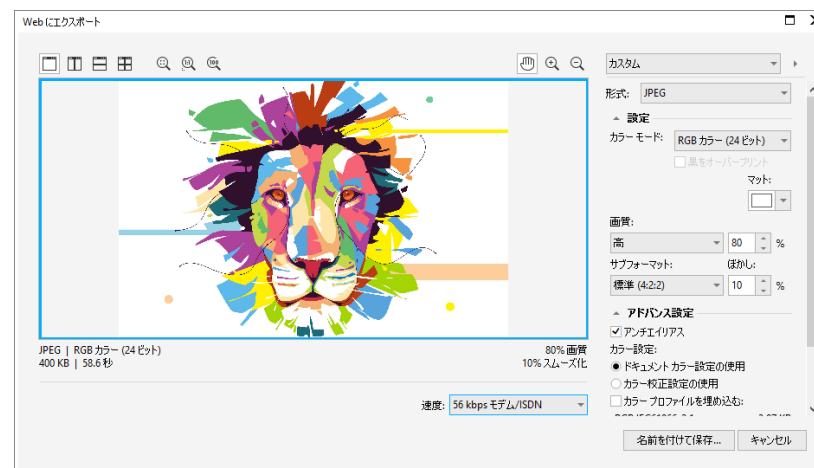 Web にエクスポート
カスタム
形式: JPEG
設定
カラー モード: RGB カラー (24 ビット)
黒をオーバープリント
マット:
画質:
高 80 %
サブフォーマット: ぼかし:
標準 (4:2:2) 10 %
アドバンス設定
アンチエイリアス
カラー設定:
ドキュメント カラー設定の使用
カラー校正設定の使用
カラー プロファイルを埋め込む:
JPEG | RGB カラー (24 ビット) 80% 画質
400 KB | 58.6 秒 10% スムーズ化
速度: 56 kbps モデム/ISDN
名前を付けて保存... キャンセル